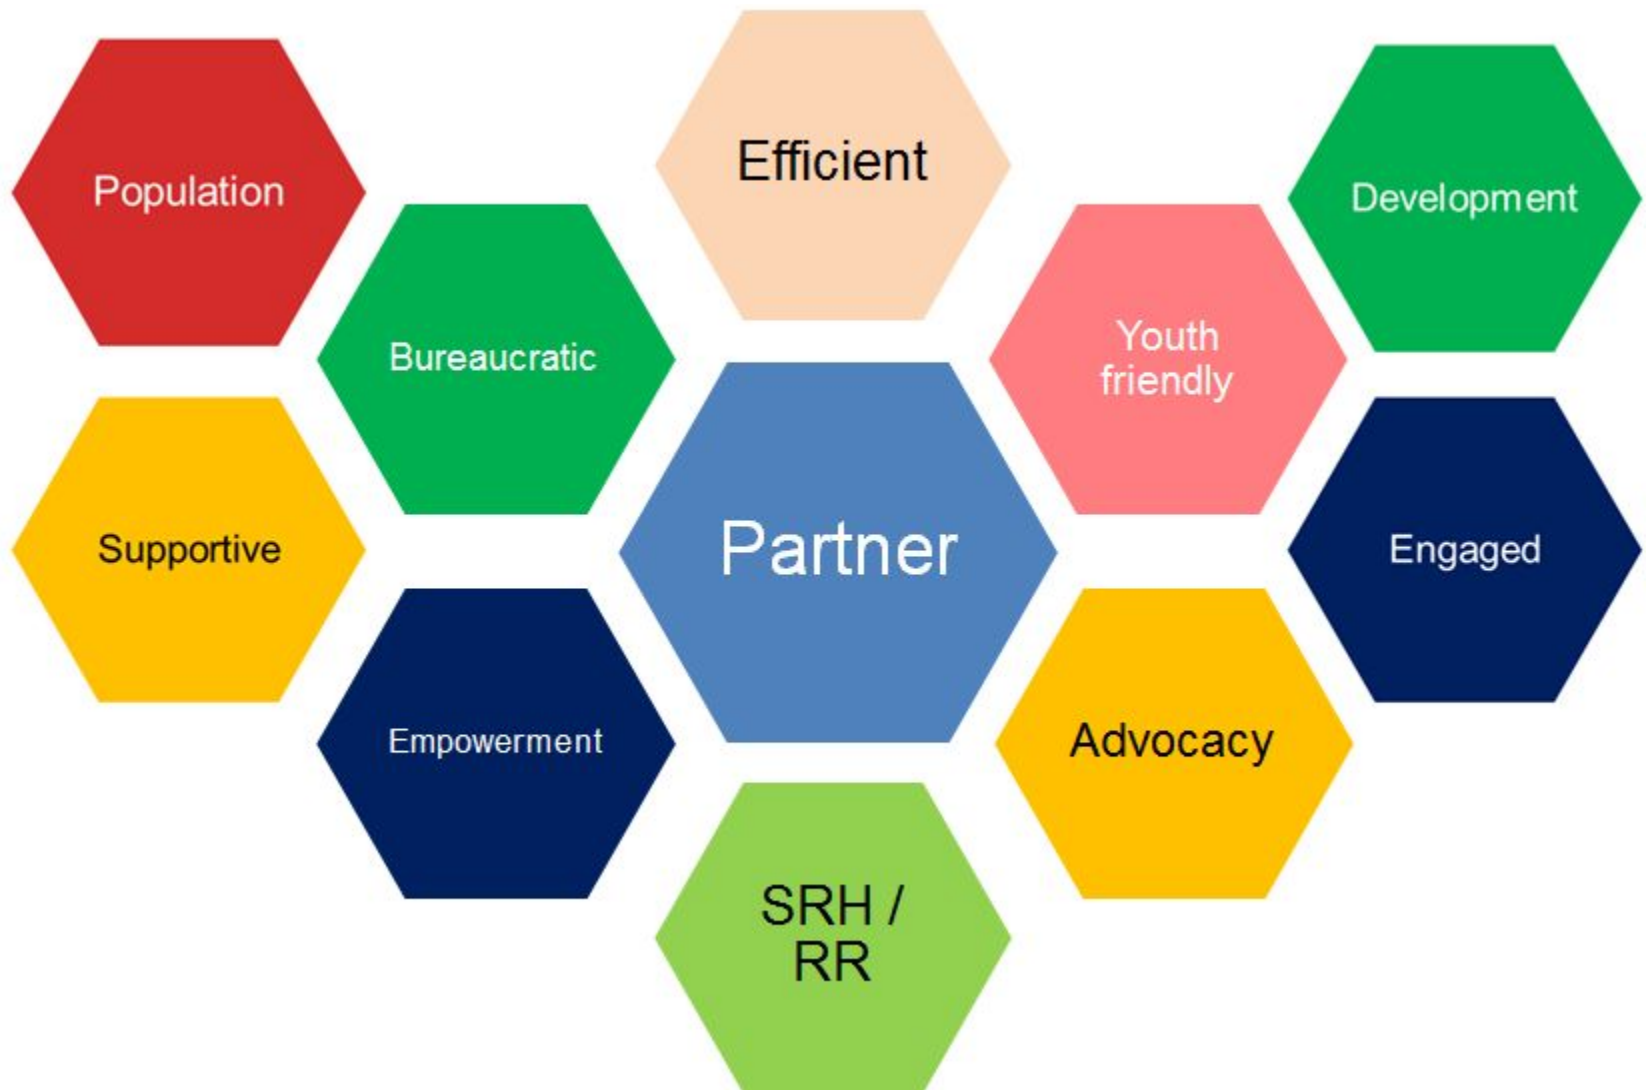 Efficient
Population
Development
Bureaucratic
Youth
friendly
Supportive
Partner
Engaged
Empowerment
Advocacy
SRH /
RR